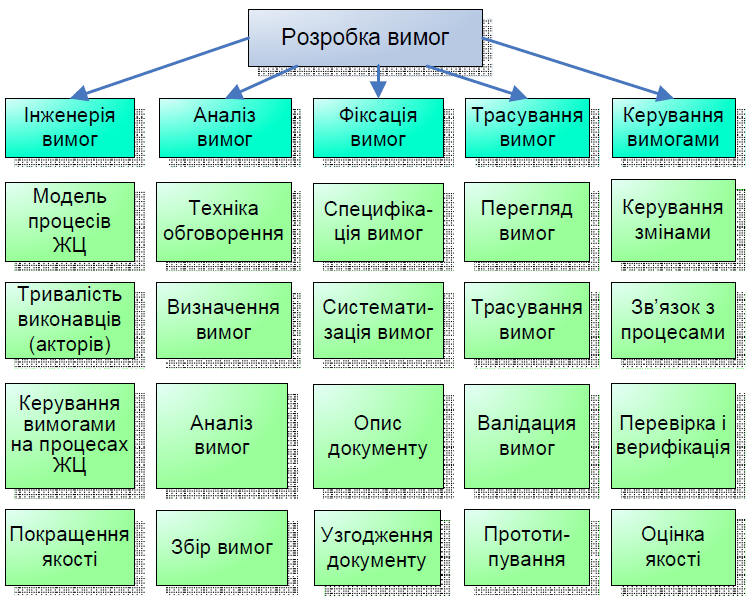 Розробка вимог
Інженерія
вимог
Аналіз
вимог
Фіксація
вимог
Трасування
вимог
Керування
вимогами
Модель
процесів
ЖЦ
Техніка
обговорення
Специфіка-
ція вимог
Перегляд
вимог
Керування
змінами
Тривалість
виконавців
(акторів)
Визначення
вимог
Системати-
зація вимог
Трасування
вимог
Зв’язок з
процесами
Керування
вимогами
на процесах
ЖЦ
Аналіз
вимог
Опис
документу
Валідация
вимог
Перевірка і
верифікація
Покращення
якості
Збір вимог
Узгодження
документу
Прототи-
пування
Оцінка
якості